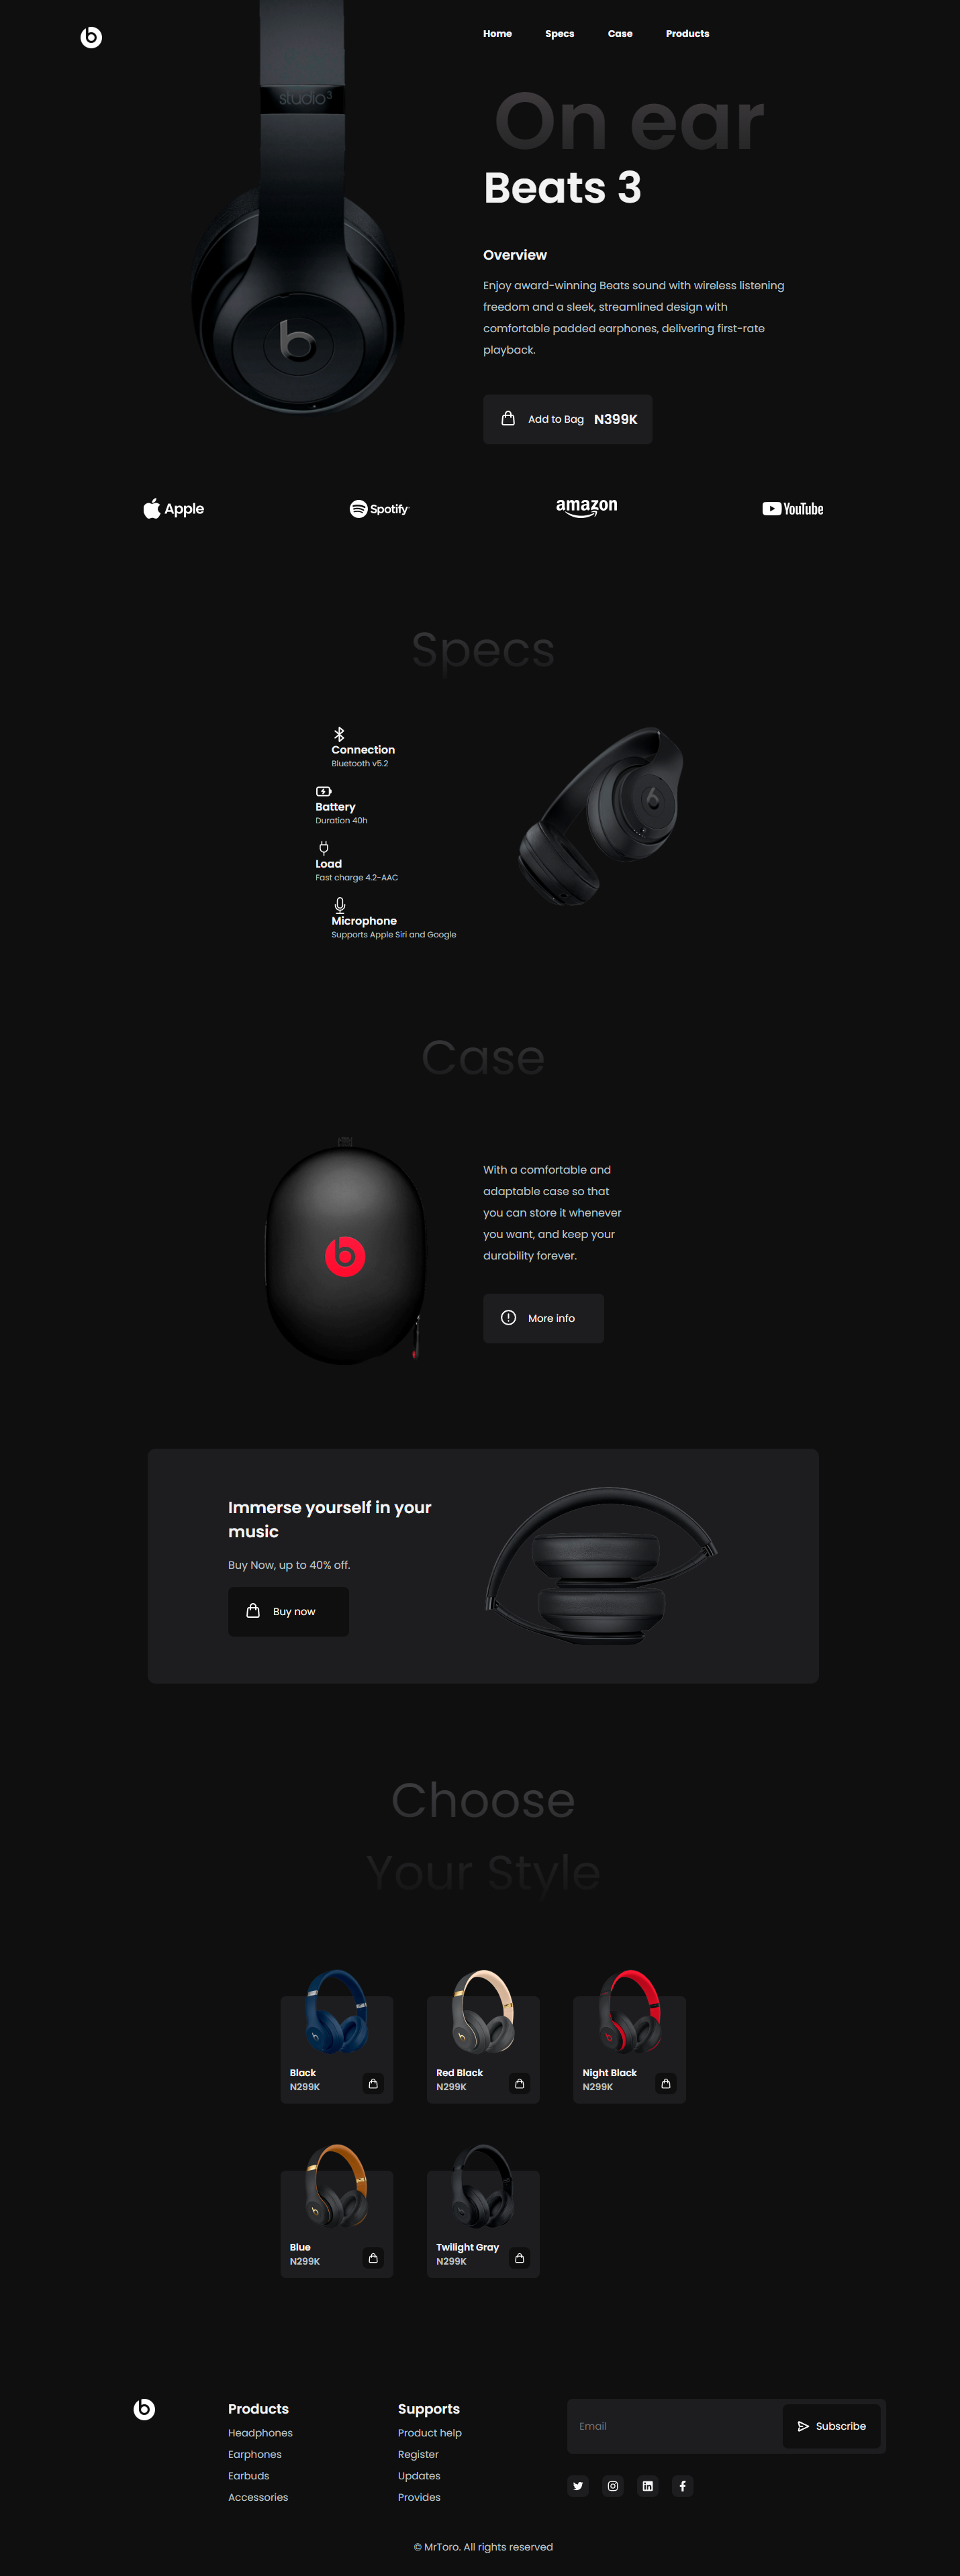 Home Specs Case Products
studio3
On ear
Beats 3
Overview
Enjoy award-winning Beats sound with wireless listening
freedom and a sleek, streamlined design with
comfortable padded earphones, delivering first-rate
playback.
Add to Bag N399K
Apple Spotify amazon YouTube
Specs
Connection
Bluetooth v5.2
Battery
Duration 40h
Load
Fast charge 4.2-AAC
Microphone
Supports Apple Siri and Google
Case
With a comfortable and
adaptable case so that
you can store it whenever
you want, and keep your
durability forever.
More info
Immerse yourself in your
music
Buy Now, up to 40% off.
Buy now
Choose
Your Style
Black
N299K
Red Black
N299K
Night Black
N299K
Blue
N299K
Twilight Gray
N299K
Products
Headphones
Earphones
Earbuds
Accessories
Supports
Product help
Register
Updates
Provides
Email
Subscribe
© MrToro. All rights reserved